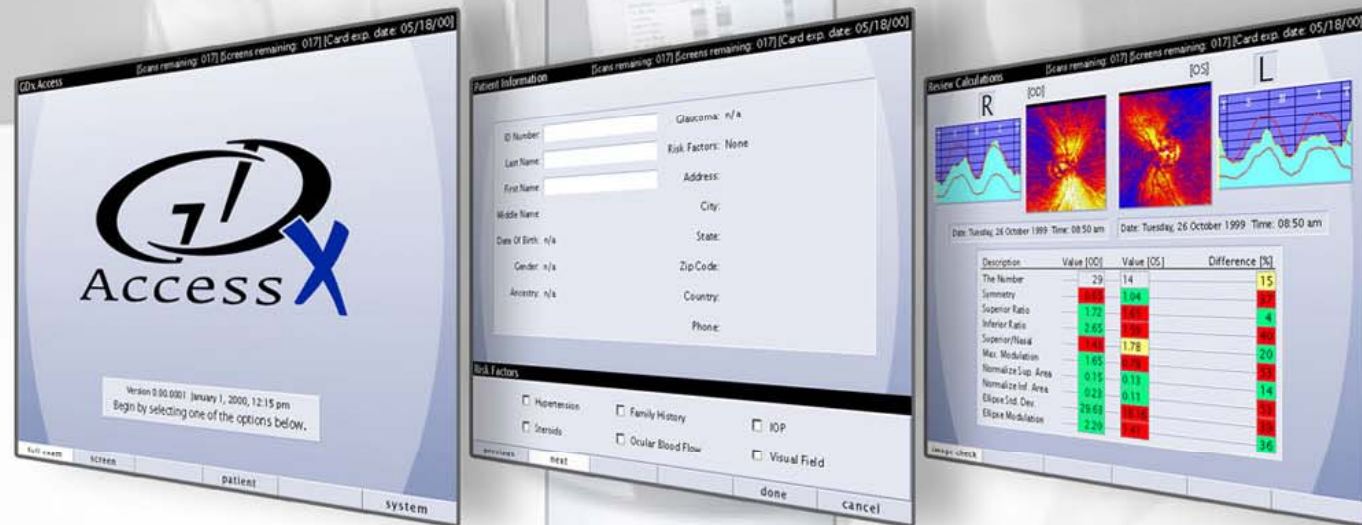 GDx Access
[Scans remaining: 017] [Screens remaining: 017] [Card exp. date: 05/18/00]
GDX
Access
Version 0.00.0001 January 1, 2000, 12:15 pm
Begin by selecting one of the options below.
full exam
screen
patient
system
Patient Information
[Scans remaining: 017] [Screens remaining: 017] [Card exp. date: 05/18/00]
ID Number:
Last Name:
First Name:
Middle Name:
Date Of Birth: n/a
Gender: n/a
Ancestry: n/a
Glaucoma: n/a
Risk Factors: None
Address:
City:
State:
Zip Code:
Country:
Phone:
Risk Factors
Hypertension
Family History
IOP
Steroids
Ocular Blood Flow
Visual Field
previous
next
done
cancel
Review Calculations
[Scans remaining: 017] [Screens remaining: 017] [Card exp. date: 05/18/00]
R
[OD]
[OS]
L
Date: Tuesday, 26 October 1999 Time: 08:50 am
Date: Tuesday, 26 October 1999 Time: 08:50 am
Description Value [OD] Value [OS] Difference [%]
The Number 29 14 15
Symmetry 1.04
Superior Ratio 1.72 4
Inferior Ratio 2.65
Superior/Nasal 1.78 20
Max. Modulation 1.65
Normalize Sup. Area 0.15 0.13 14
Normalize Inf. Area 0.23 0.11
Ellipse Std. Dev. 29.63
Ellipse Modulation 2.29 36
image check